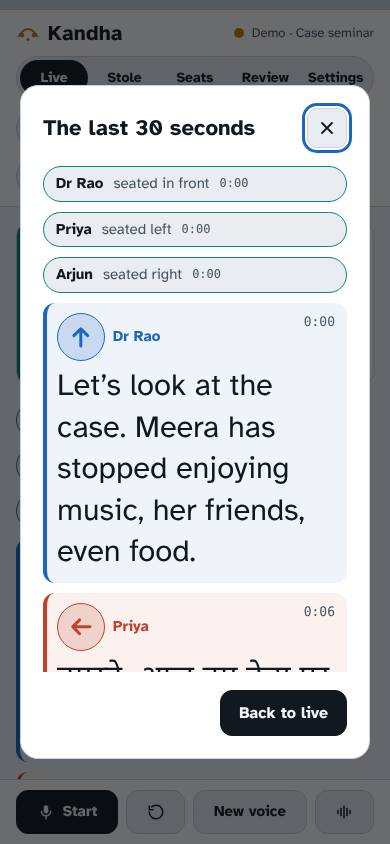 Kandha
Demo · Case seminar
Live
Stole
Seats
Review
Settings
The last 30 seconds
Dr Rao seated in front 0:00
Priya seated left 0:00
Arjun seated right 0:00
0:00
Dr Rao
Let’s look at the
case. Meera has
stopped enjoying
music, her friends,
even food.
0:06
Priya
Back to live
Start
New voice